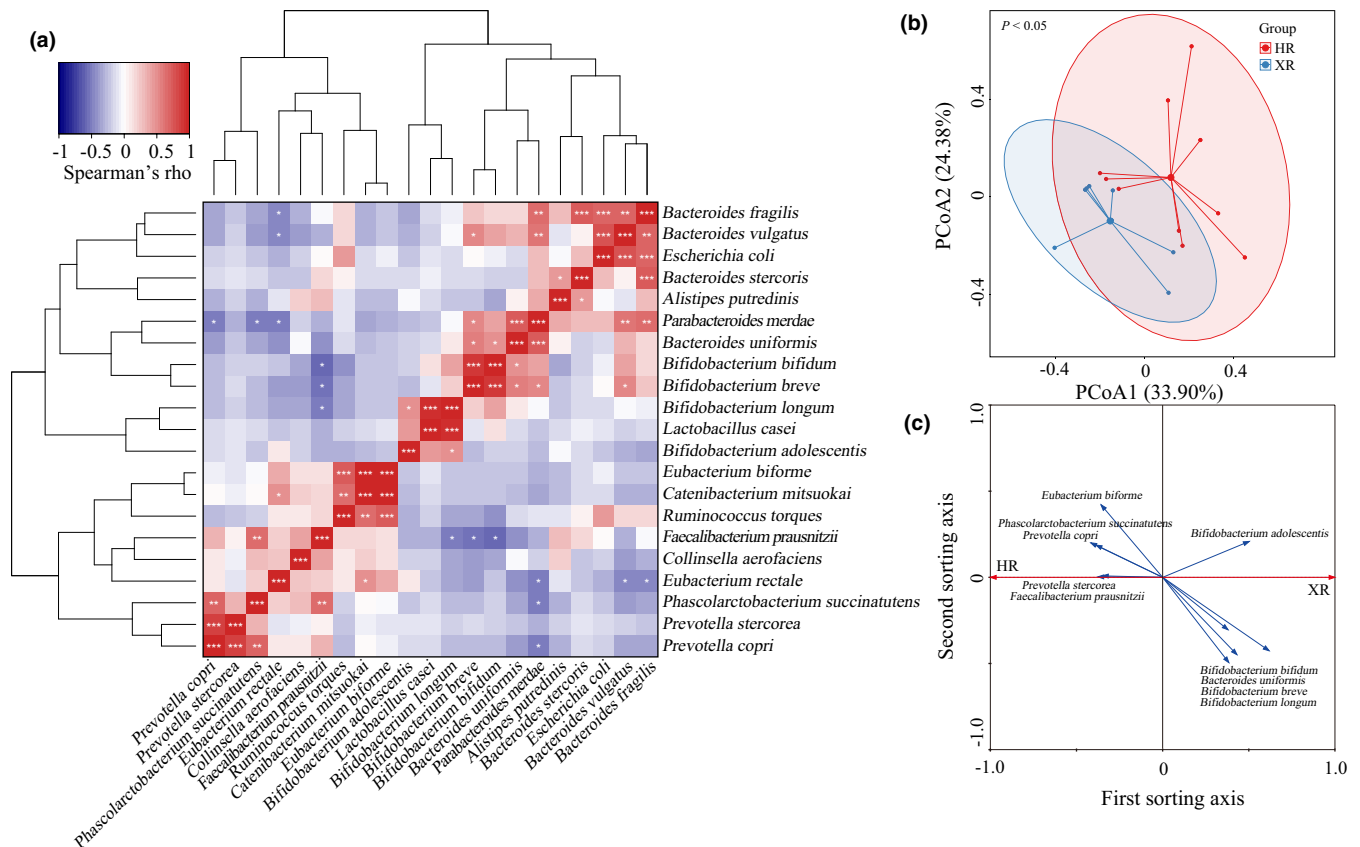 (a)
-1 -0.5 0 0.5 1
Spearman's rho
Bacteroides fragilis
Bacteroides vulgatus
Escherichia coli
Bacteroides stercoris
Alistipes putredinis
Parabacteroides merdae
Bacteroides uniformis
Bifidobacterium bifidum
Bifidobacterium breve
Bifidobacterium longum
Lactobacillus casei
Bifidobacterium adolescentis
Eubacterium biforme
Catenibacterium mitsuokai
Ruminococcus torques
Faecalibacterium prausnitzii
Collinsella aerofaciens
Eubacterium rectale
Phascolarctobacterium succinatutens
Prevotella stercorea
Prevotella copri
Prevotella copri
Prevotella stercorea
Phascolarctobacterium succinatutens
Eubacterium rectale
Collinsella aerofaciens
Faecalibacterium prausnitzii
Ruminococcus torques
Catenibacterium mitsuokai
Eubacterium biforme
Bifidobacterium adolescentis
Lactobacillus casei
Bifidobacterium longum
Bifidobacterium breve
Bifidobacterium bifidum
Bacteroides uniformis
Parabacteroides merdae
Alistipes putredinis
Bacteroides stercoris
Escherichia coli
Bacteroides vulgatus
Bacteroides fragilis
(b)
P < 0.05
Group
HR
XR
PCoA2 (24.38%)
0.4
0
-0.4
-0.4 0 0.4
PCoA1 (33.90%)
(c)
Second sorting axis
1.0
0
-1.0
Eubacterium biforme
Phascolarctobacterium succinatutens
Prevotella copri
Bifidobacterium adolescentis
HR
XR
Prevotella stercorea
Faecalibacterium prausnitzii
Bifidobacterium bifidum
Bacteroides uniformis
Bifidobacterium breve
Bifidobacterium longum
-1.0 0 1.0
First sorting axis